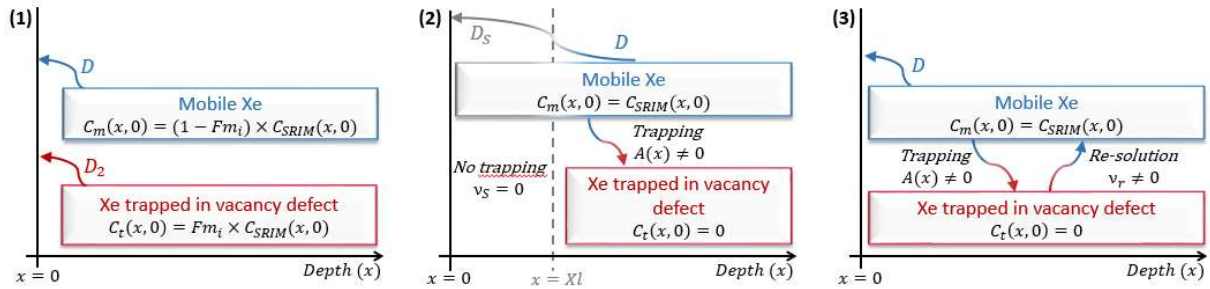 (1)
D
Mobile Xe
C_m(x, 0) = (1 − Fm_i) × C_SRIM(x, 0)
D_2
Xe trapped in vacancy defect
C_t(x, 0) = Fm_i × C_SRIM(x, 0)
x = 0
Depth (x)
(2)
D_S
D
Mobile Xe
C_m(x, 0) = C_SRIM(x, 0)
Trapping
A(x) ≠ 0
No trapping
ν_S = 0
Xe trapped in vacancy
defect
C_t(x, 0) = 0
x = 0
x = Xl
Depth (x)
(3)
D
Mobile Xe
C_m(x, 0) = C_SRIM(x, 0)
Trapping
A(x) ≠ 0
Re-solution
ν_r ≠ 0
Xe trapped in vacancy defect
C_t(x, 0) = 0
x = 0
Depth (x)